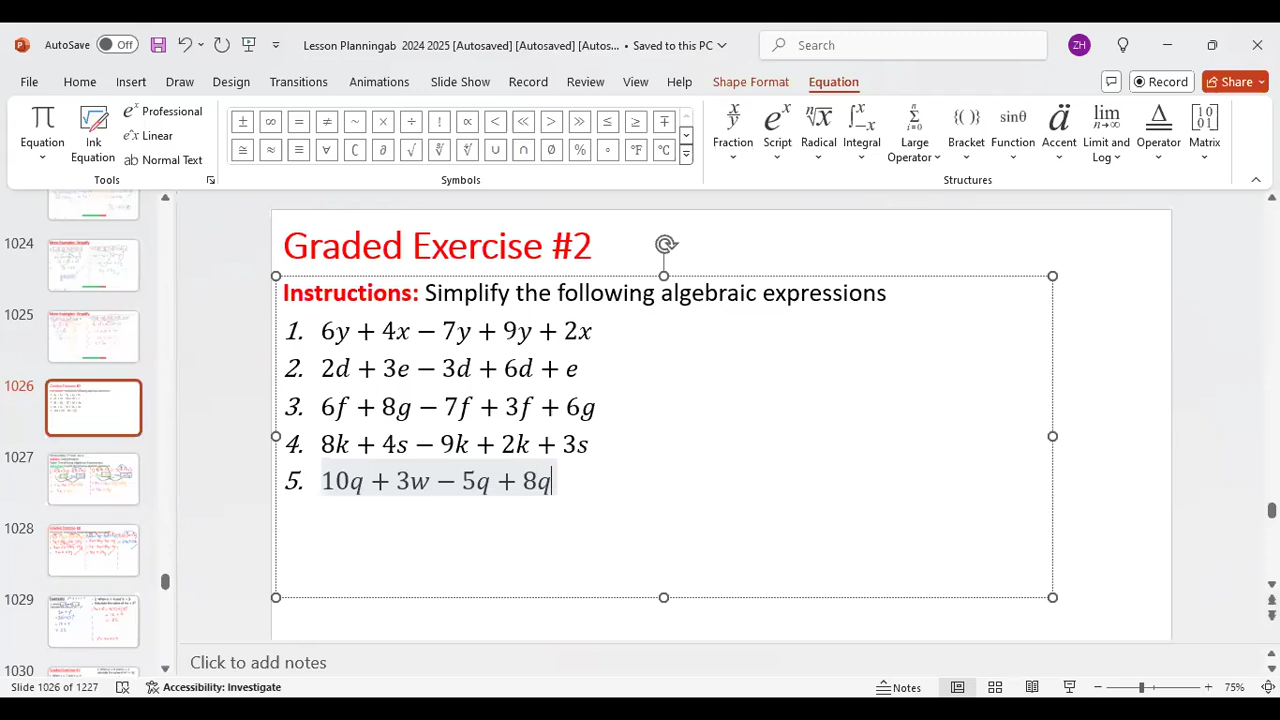 AutoSave Off Lesson Planningab 2024 2025 [Autosaved] [Autosaved] [Autos... • Saved to this PC Search ZH
File Home Insert Draw Design Transitions Animations Slide Show Record Review View Help Shape Format Equation Record Share
Equation
Ink Equation
Professional
Linear
ab Normal Text
± ∞ = ≠ ~ × ÷ ! ∝ < ≪ > ≫ ≤ ≥ ∓
≅ ≈ ≡ ∀ ∁ ∂ √ ∛ ∜ ∪ ∩ ∅ % ° °F °C
Fraction Script Radical Integral Large Operator Bracket Function Accent Limit and Log Operator Matrix
Tools Symbols Structures
1024
1025
1026
1027
1028
1029
1030
Graded Exercise #2
Instructions: Simplify the following algebraic expressions
1. 6y + 4x − 7y + 9y + 2x
2. 2d + 3e − 3d + 6d + e
3. 6f + 8g − 7f + 3f + 6g
4. 8k + 4s − 9k + 2k + 3s
5. 10q + 3w − 5q + 8q
Click to add notes
Slide 1026 of 1227 Accessibility: Investigate Notes 75%